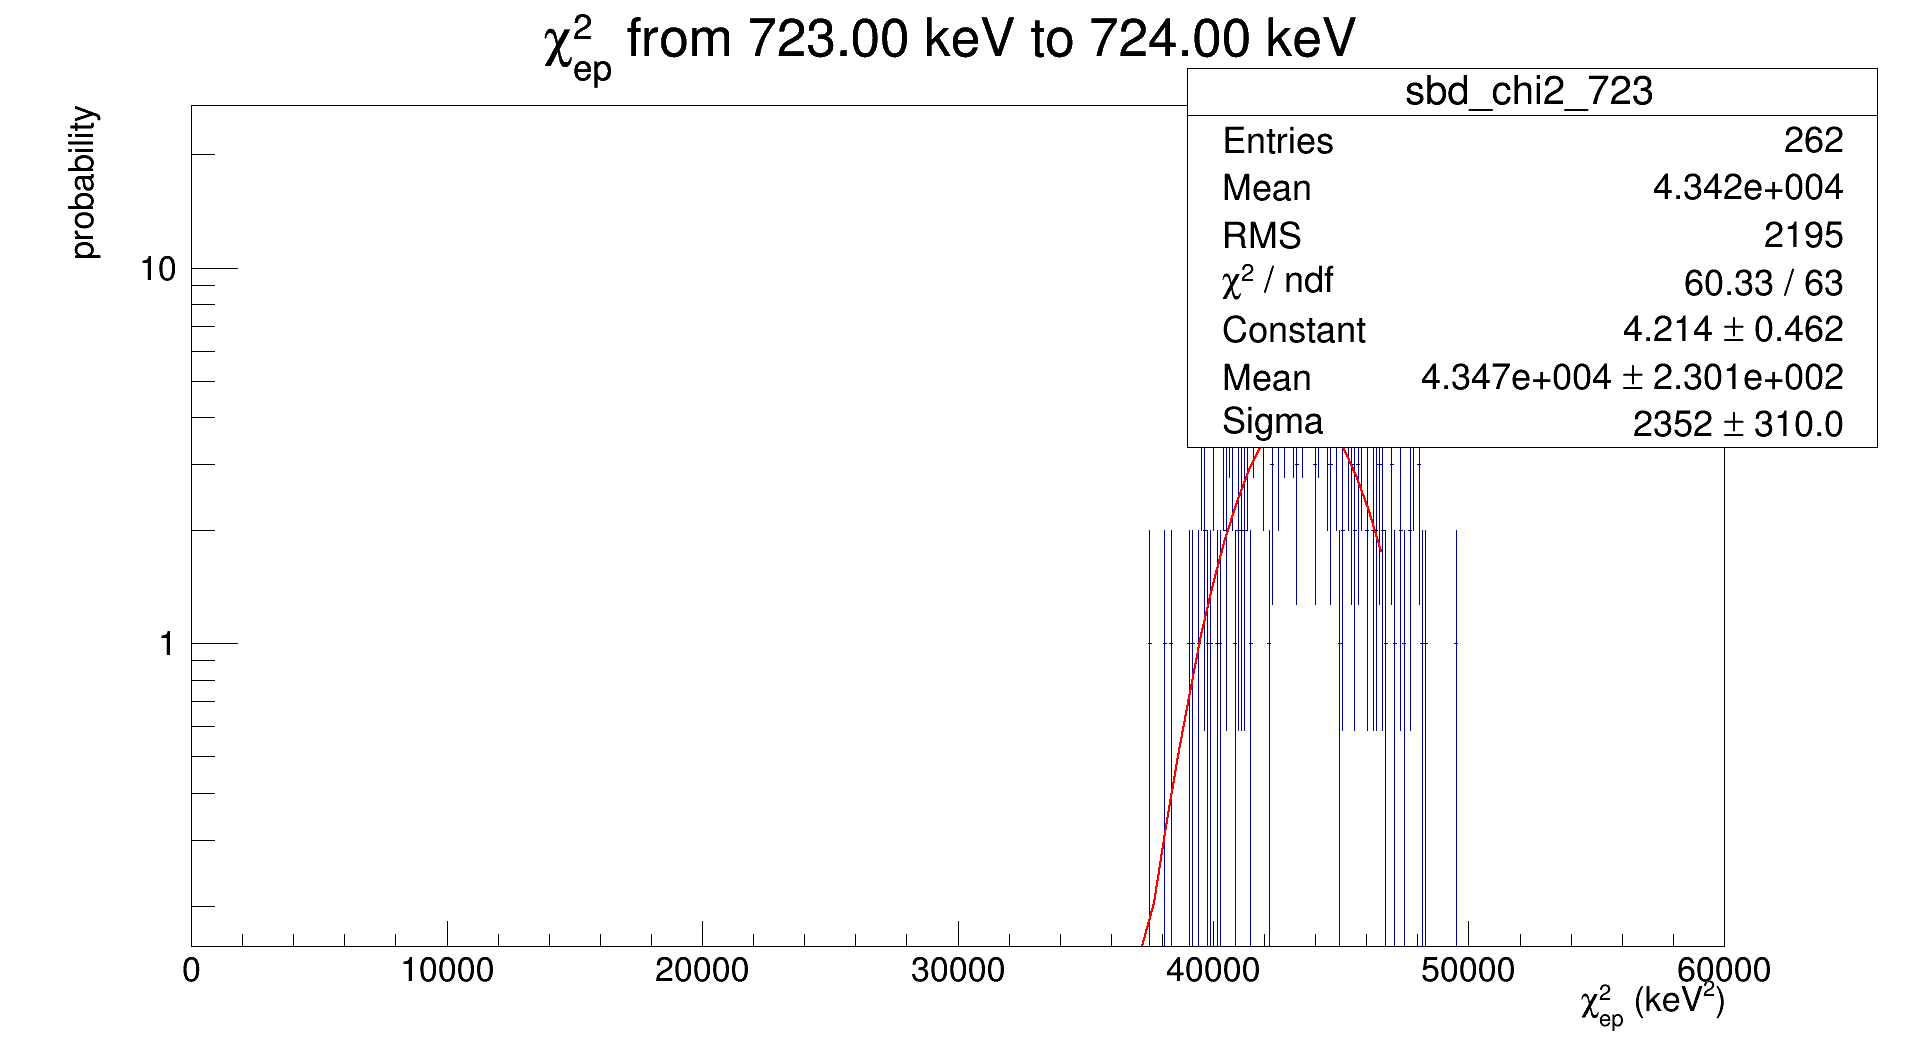 χ²ep from 723.00 keV to 724.00 keV
probability
sbd_chi2_723
Entries 262
Mean 4.342e+004
RMS 2195
χ² / ndf 60.33 / 63
Constant 4.214 ± 0.462
Mean 4.347e+004 ± 2.301e+002
Sigma 2352 ± 310.0
10
1
0 10000 20000 30000 40000 50000 60000
χ²ep (keV²)